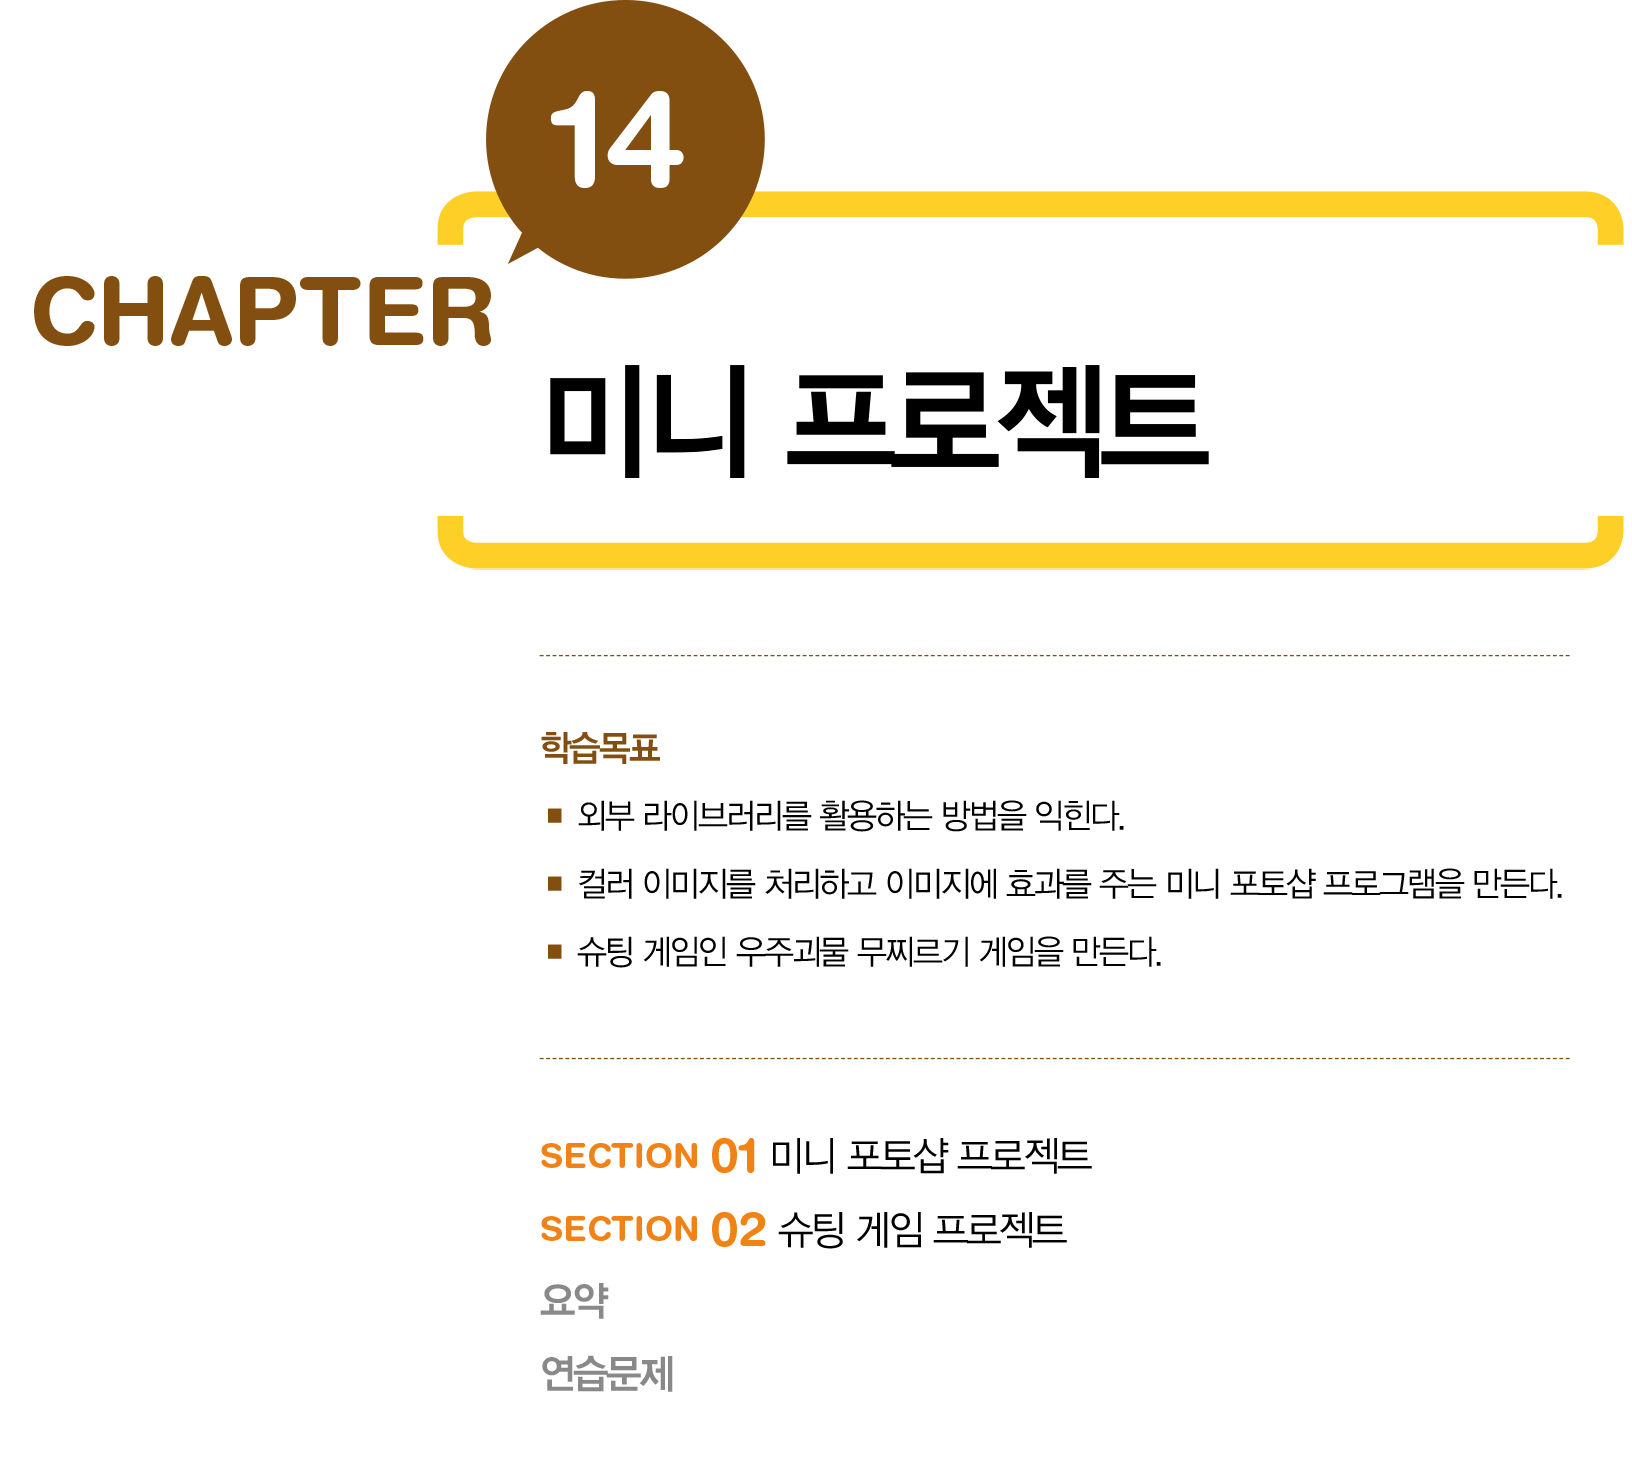 14
CHAPTER
미니 프로젝트
학습목표
■ 외부 라이브러리를 활용하는 방법을 익힌다.
■ 컬러 이미지를 처리하고 이미지에 효과를 주는 미니 포토샵 프로그램을 만든다.
■ 슈팅 게임인 우주괴물 무찌르기 게임을 만든다.
SECTION 01 미니 포토샵 프로젝트
SECTION 02 슈팅 게임 프로젝트
요약
연습문제